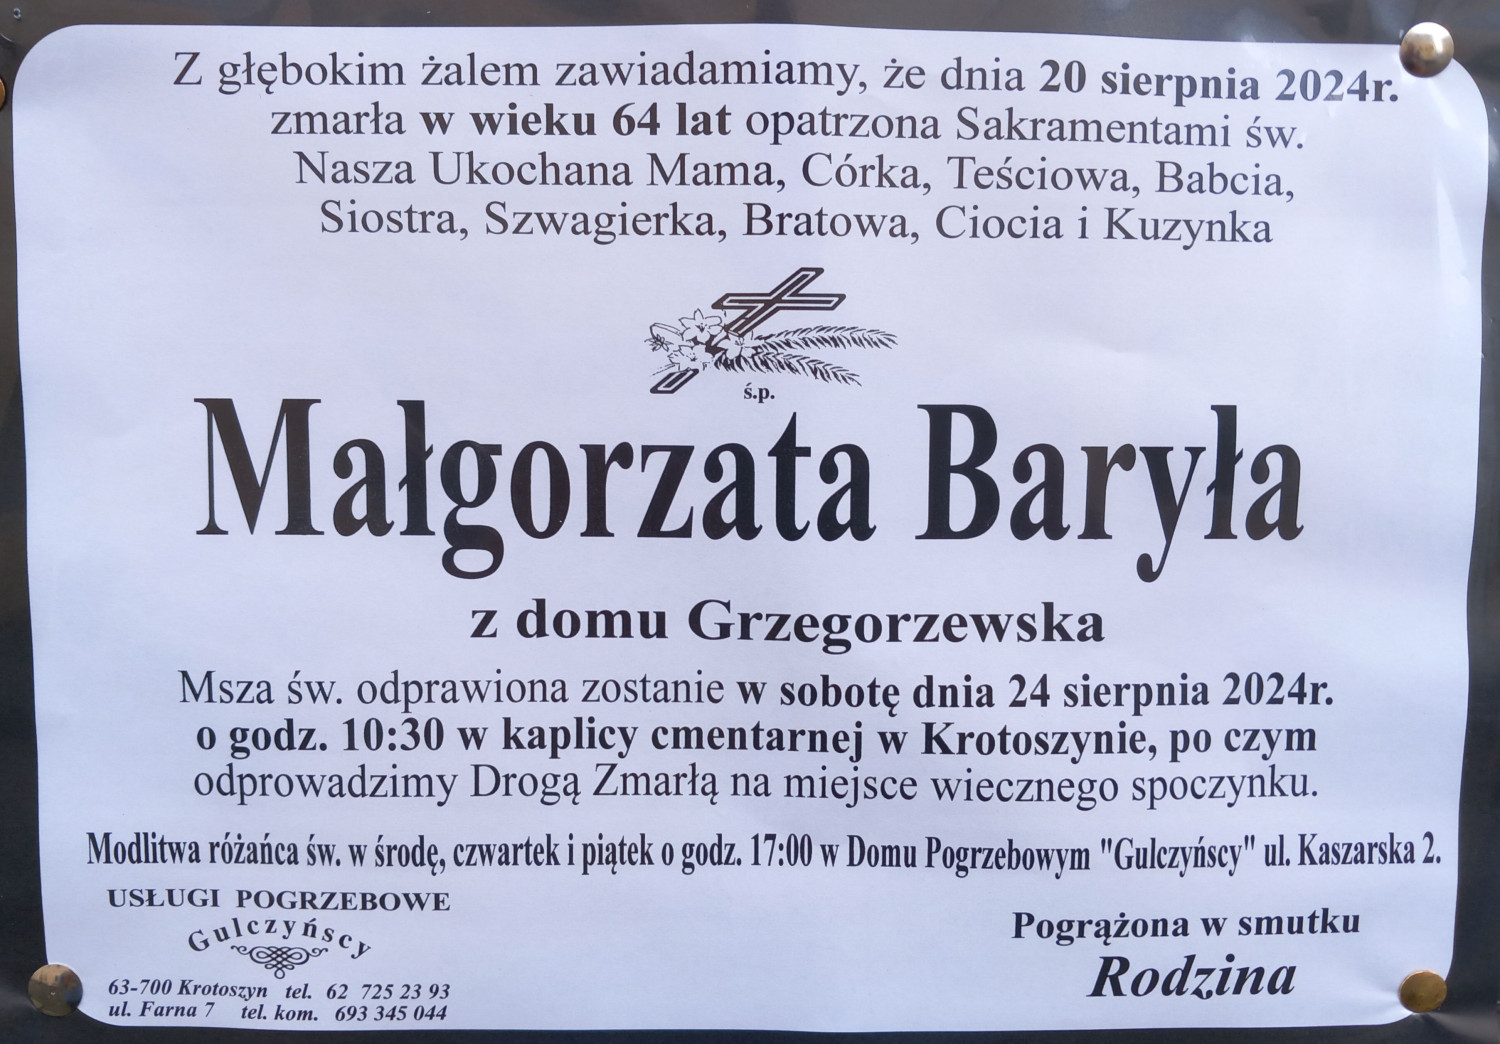 Z głębokim żalem zawiadamiamy, że dnia 20 sierpnia 2024r.
zmarła w wieku 64 lat opatrzona Sakramentami św.
Nasza Ukochana Mama, Córka, Teściowa, Babcia,
Siostra, Szwagierka, Bratowa, Ciocia i Kuzynka
ś.p.
Małgorzata Baryła
z domu Grzegorzewska
Msza św. odprawiona zostanie w sobotę dnia 24 sierpnia 2024r.
o godz. 10:30 w kaplicy cmentarnej w Krotoszynie, po czym
odprowadzimy Drogą Zmarłą na miejsce wiecznego spoczynku.
Modlitwa różańca św. w środę, czwartek i piątek o godz. 17:00 w Domu Pogrzebowym "Gulczyńscy" ul. Kaszarska 2.
USŁUGI POGRZEBOWE
Gulczyńscy
63-700 Krotoszyn tel. 62 725 23 93
ul. Farna 7 tel. kom. 693 345 044
Pogrążona w smutku
Rodzina